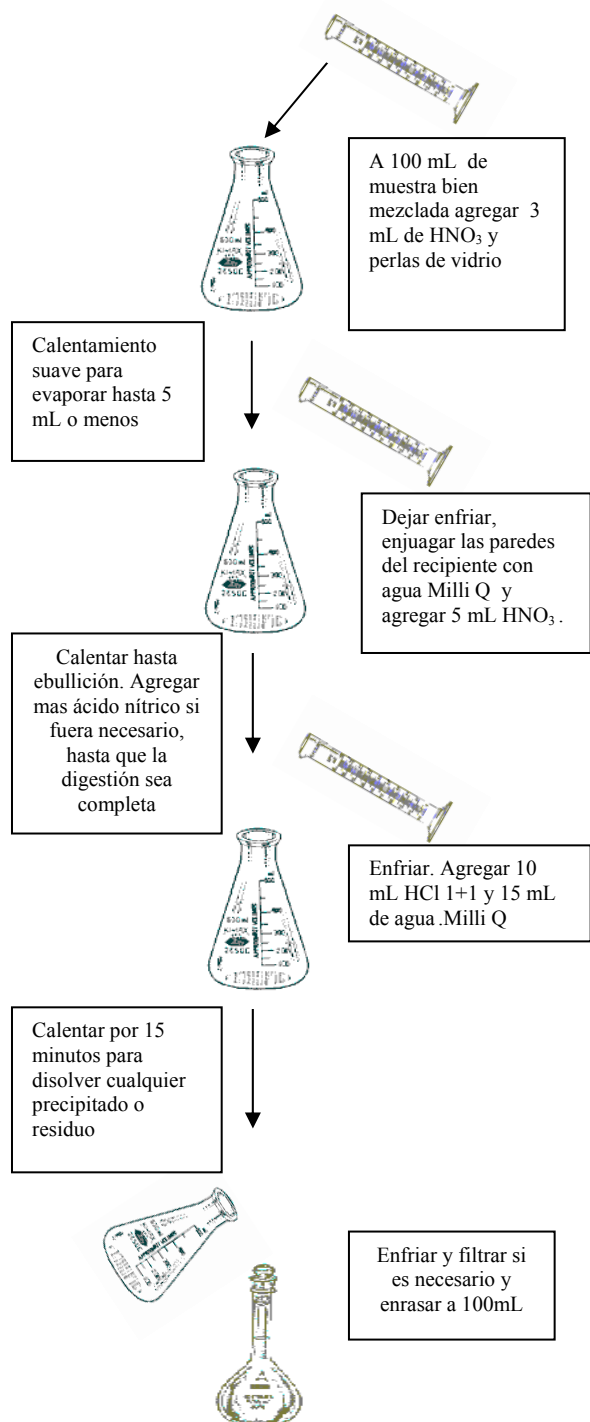 A 100 mL de
muestra bien
mezclada agregar 3
mL de HNO₃ y
perlas de vidrio
Calentamiento
suave para
evaporar hasta 5
mL o menos
Dejar enfriar,
enjuagar las paredes
del recipiente con
agua Milli Q y
agregar 5 mL HNO₃ .
Calentar hasta
ebullición. Agregar
mas ácido nítrico si
fuera necesario,
hasta que la
digestión sea
completa
Enfriar. Agregar 10
mL HCl 1+1 y 15 mL
de agua .Milli Q
Calentar por 15
minutos para
disolver cualquier
precipitado o
residuo
Enfriar y filtrar si
es necesario y
enrasar a 100mL